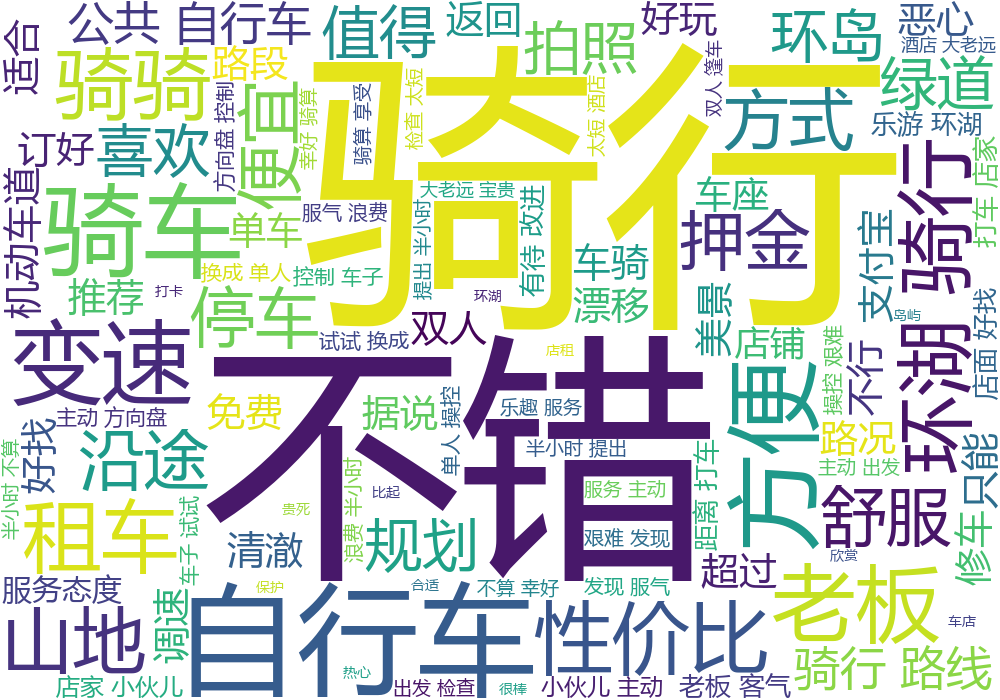 公共 自行车
值得
返回
好玩
恶心
适合
骑骑
路段
拍照
环岛
酒店 大老远
双人 篷车
绿道
骑行
方式
乐游 环湖
订好
喜欢
方向盘 控制
便宜
幸好 骑算
骑算 享受
检查 太短
太短 酒店
大老远 宝贵
车座
骑行
店家
打车
机动车道
骑车
单车
服气 浪费
提出 半小时
有待 改进
押金
支付宝
换成 单人
控制 车子
车骑
推荐
打卡
停车
环湖
漂移
美景
岛屿
店面 好找
变速
试试 换成
双人
店租
店铺
操控 艰难
不行
环湖
主动 方向盘
免费
据说
单人 操控
乐趣 服务
不错
方便
路况
只能
好找
沿途
半小时 提出
主动 出发
半小时 不算
租车
车子 试试
贵死
比起
浪费 半小时
服务 主动
距离 打车
舒服
修车
清澈
规划
艰难 发现
超过
欣赏
服务态度
调速
保护
合适
不算 幸好
发现 服气
老板
山地
自行车
性价比
车店
热心
骑行 路线
店家 小伙儿
出发 检查
很棒
小伙儿 主动
老板 客气